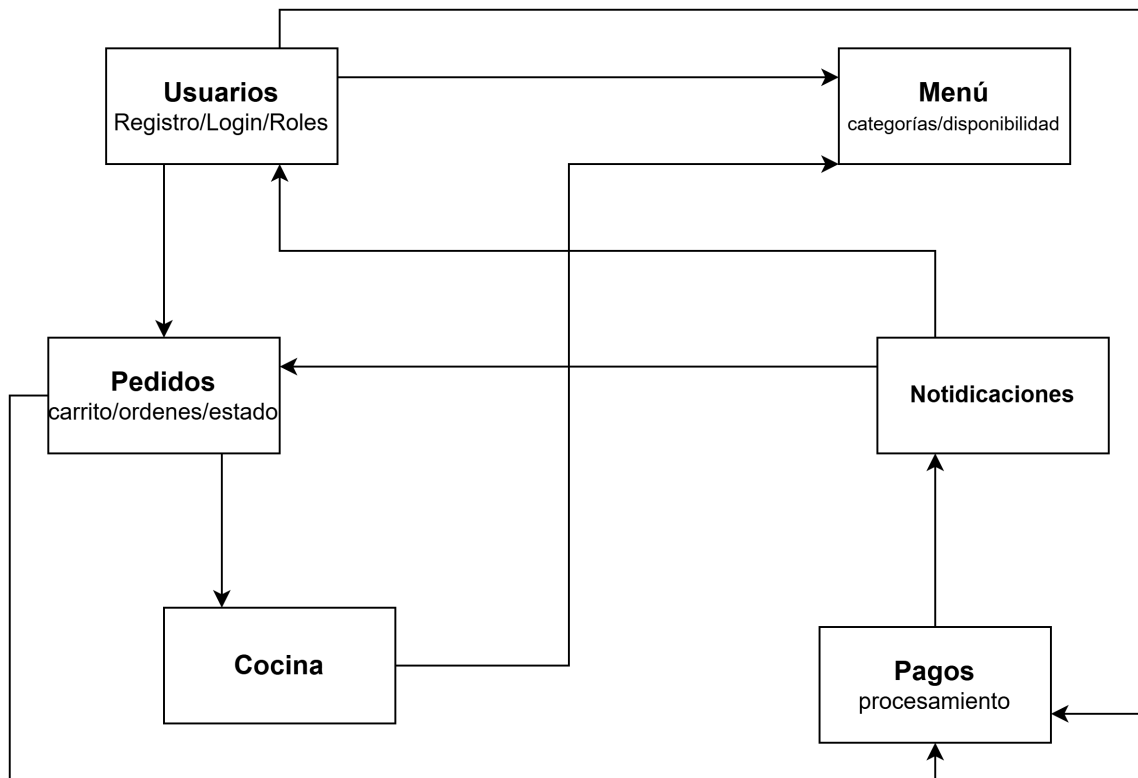 Usuarios
Registro/Login/Roles
Menú
categorías/disponibilidad
Pedidos
carrito/ordenes/estado
Notidicaciones
Cocina
Pagos
procesamiento